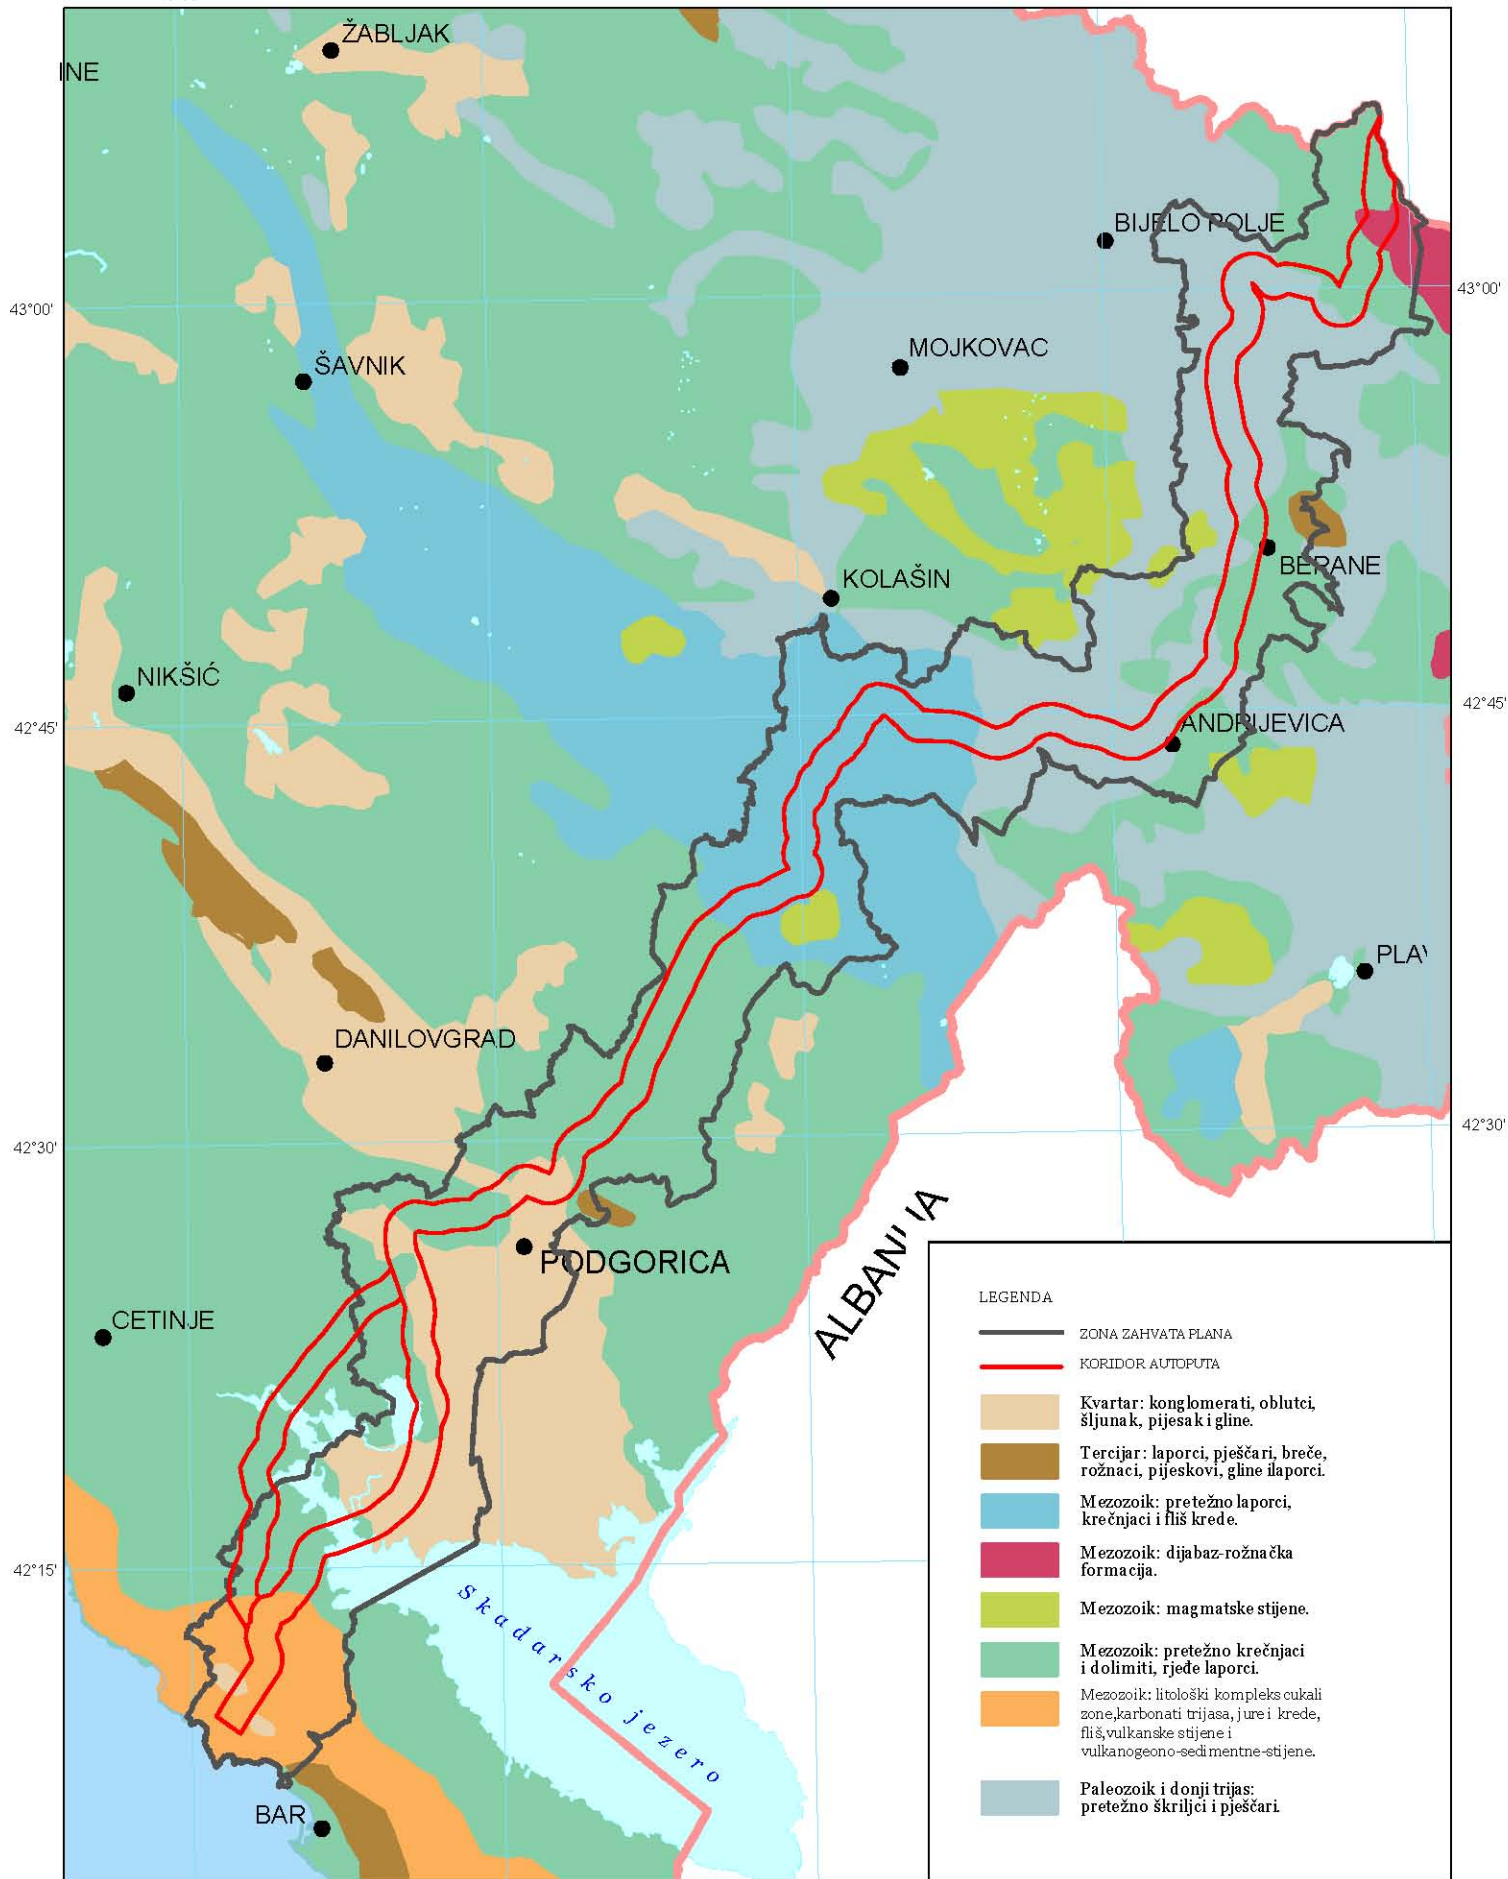 ŽABLJAK
INE
BIJELO POLJE
43°00'
43°00'
MOJKOVAC
ŠAVNIK
BERANE
KOLAŠIN
NIKŠIĆ
42°45'
42°45'
ANDRIJEVICA
DANILOVGRAD
42°30'
42°30'
PODGORICA
CETINJE
42°15'
Skadarsko jezero
BAR
LEGENDA
ZONA ZAHVATA PLANA
KORIDOR AUTOPUTA
Kvartar: konglomerati, oblutci,
šljunak, pijesak i gline.
Tercijar: laporci, pješčari, breče,
rožnaci, pijeskovi, gline ilaporci.
Mezozoik: pretežno laporci,
krečnjaci i fliš krede.
Mezozoik: dijabaz-rožnačka
formacija.
Mezozoik: magmatske stijene.
Mezozoik: pretežno krečnjaci
i dolimiti, rjeđe laporci.
Mezozoik: litološki kompleks cukali
zone,karbonati trijasa, jure i krede,
fliš,vulkanske stijene i
vulkanogeono-sedimentne-stijene.
Paleozoik i donji trijas:
pretežno škriljci i pješčari.